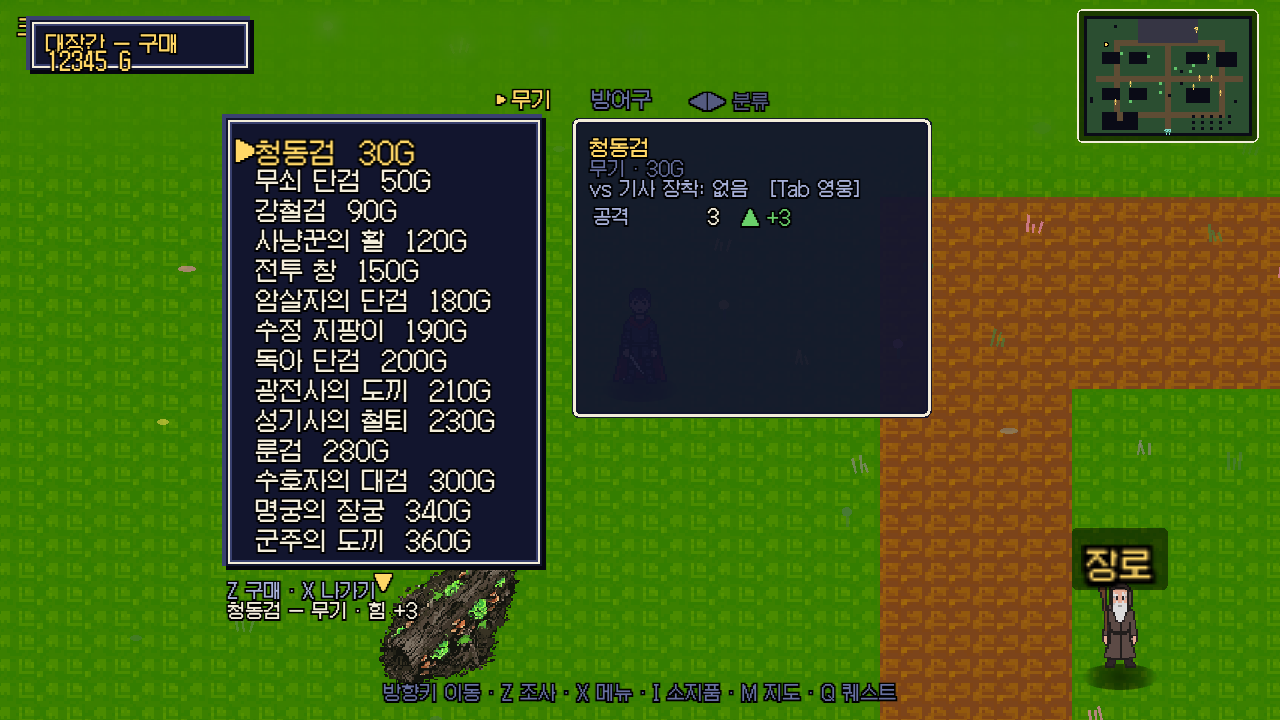 대장간 – 구매
12345 G
▶무기 방어구 ◀▶ 분류
▶청동검 30G
무쇠 단검 50G
강철검 90G
사냥꾼의 활 120G
전투 창 150G
암살자의 단검 180G
수정 지팡이 190G
독아 단검 200G
광전사의 도끼 210G
성기사의 철퇴 230G
룬검 280G
수호자의 대검 300G
명궁의 장궁 340G
군주의 도끼 360G
청동검
무기 · 30G
vs 기사 장착: 없음 [Tab 영웅]
공격 3 ▲+3
Z 구매 · X 나가기
청동검 – 무기 · 힘 +3
장로
방향키 이동 · Z 조사 · X 메뉴 · I 소지품 · M 지도 · Q 퀘스트